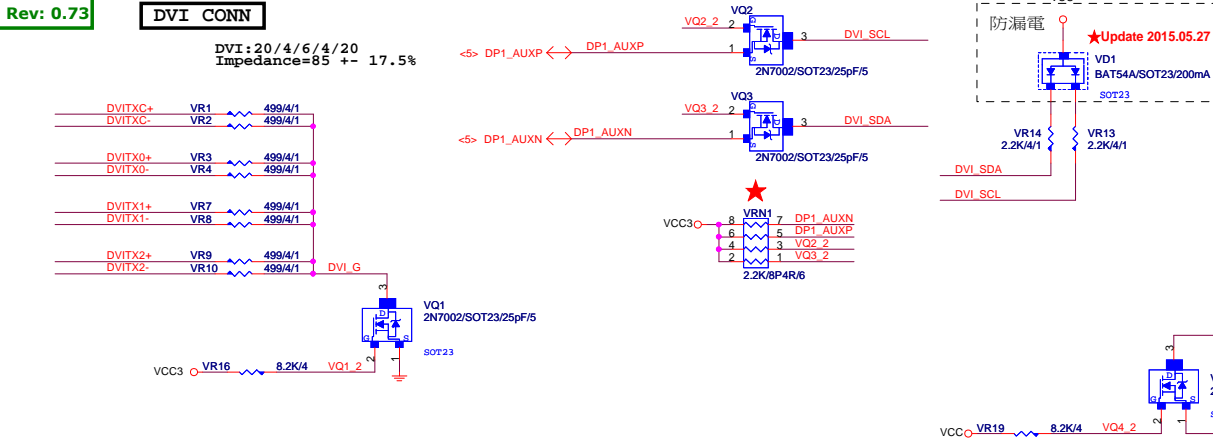 Rev: 0.73
DVI CONN
DVI:20/4/6/4/20
Impedance=85 +- 17.5%
DVITXC+ VR1 499/4/1
DVITXC- VR2 499/4/1
DVITX0+ VR3 499/4/1
DVITX0- VR4 499/4/1
DVITX1+ VR7 499/4/1
DVITX1- VR8 499/4/1
DVITX2+ VR9 499/4/1
DVITX2- VR10 499/4/1 DVI_G
3
D
G S
VQ1
2N7002/SOT23/25pF/5
SOT23
2 1
VCC3 VR16 8.2K/4 VQ1_2
VQ2
VQ2_2 2
G D S
3 DVI_SCL
<5> DP1_AUXP DP1_AUXP 1
2N7002/SOT23/25pF/5
VQ3
VQ3_2 2
G D S
3 DVI_SDA
<5> DP1_AUXN DP1_AUXN 1
2N7002/SOT23/25pF/5
VRN1
VCC3 8 7 DP1_AUXN
6 5 DP1_AUXP
4 3 VQ2_2
2 1 VQ3_2
2.2K/8P4R/6
防漏電
Update 2015.05.27
VD1
BAT54A/SOT23/200mA
SOT23
VR14 VR13
2.2K/4/1 2.2K/4/1
DVI_SDA
DVI_SCL
3
D
G S
2 1
VCC VR19 8.2K/4 VQ4_2